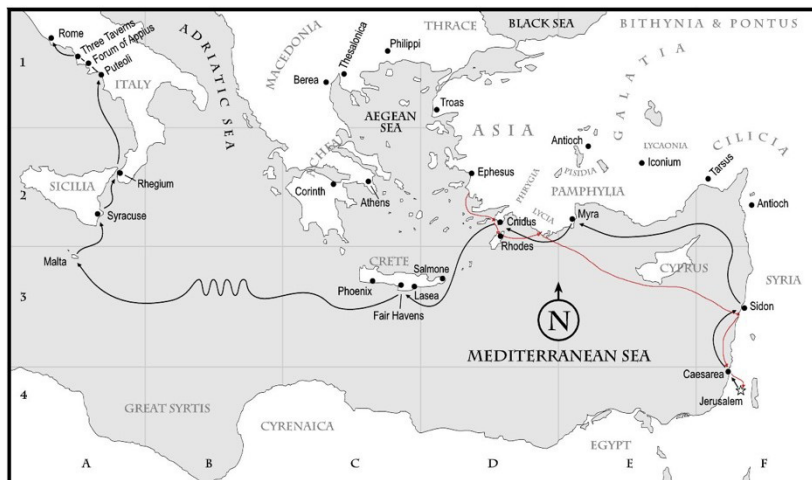 THRACE
BLACK SEA
BITHYNIA & PONTUS
MACEDONIA
Rome
Three Taverns
Forum of Appius
Puteoli
ITALY
ADRIATIC SEA
Thesalonica
Philippi
Berea
1
AEGEAN SEA
Troas
ASIA
GALATIA
Antioch
LYCAONIA
Iconium
PISIDIA
CILICIA
Tarsus
SICILIA
Rhegium
Corinth
Athens
Ephesus
PHRYGIA
PAMPHYLIA
LYCIA
2
Syracuse
Cnidus
Myra
Antioch
Rhodes
Malta
CRETE
Salmone
Phoenix
Lasea
Fair Havens
CYPRUS
SYRIA
3
Sidon
N
MEDITERRANEAN SEA
Caesarea
4
Jerusalem
GREAT SYRTIS
CYRENAICA
EGYPT
A
B
C
D
E
F